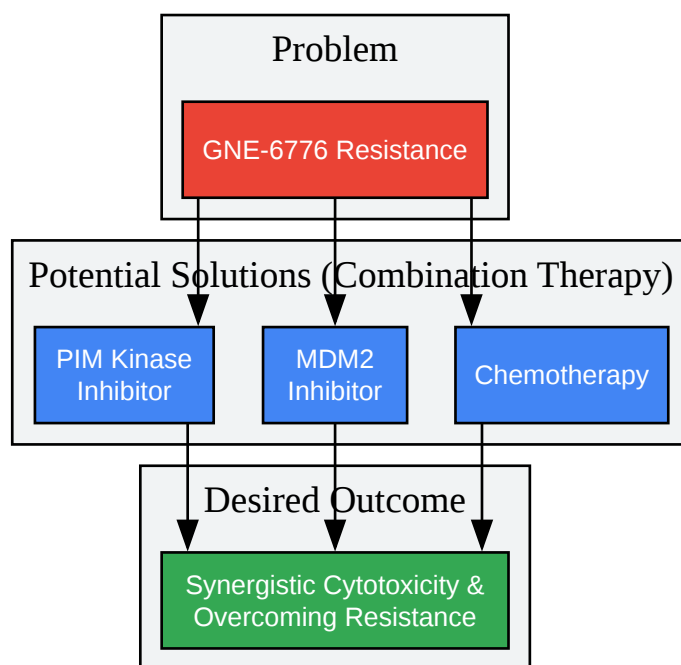 Problem
GNE-6776 Resistance
Potential Solutions (Combination Therapy)
PIM Kinase
Inhibitor
MDM2
Inhibitor
Chemotherapy
Desired Outcome
Synergistic Cytotoxicity &
Overcoming Resistance